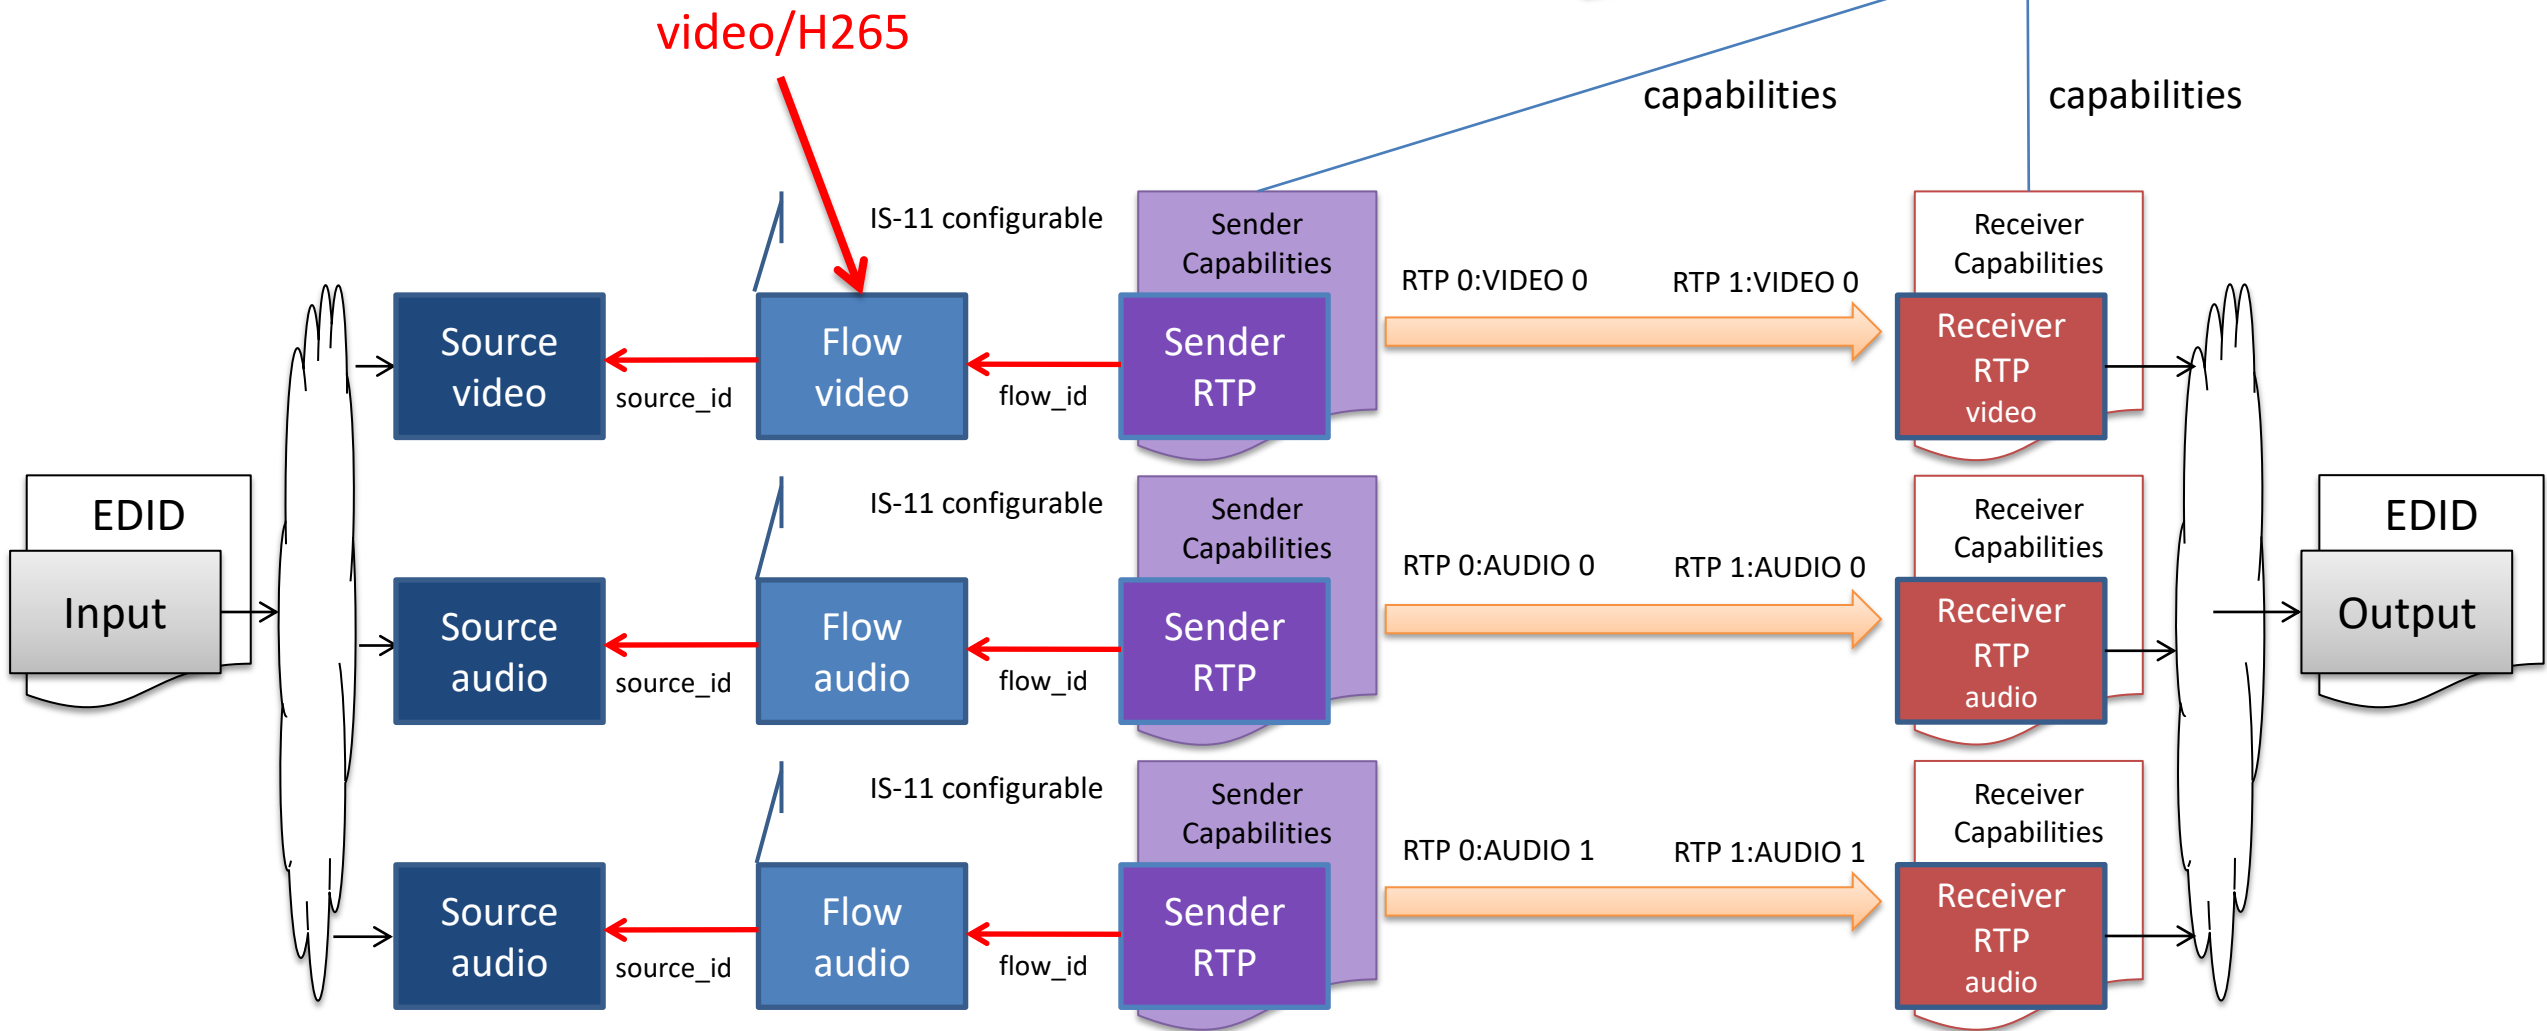 video/H265
capabilities
capabilities
IS-11 configurable
Sender
Capabilities
Receiver
Capabilities
RTP 0:VIDEO 0
RTP 1:VIDEO 0
Source
video
source_id
Flow
video
flow_id
Sender
RTP
Receiver
RTP
video
EDID
Input
IS-11 configurable
Sender
Capabilities
Receiver
Capabilities
EDID
Output
RTP 0:AUDIO 0
RTP 1:AUDIO 0
Source
audio
source_id
Flow
audio
flow_id
Sender
RTP
Receiver
RTP
audio
IS-11 configurable
Sender
Capabilities
Receiver
Capabilities
RTP 0:AUDIO 1
RTP 1:AUDIO 1
Source
audio
source_id
Flow
audio
flow_id
Sender
RTP
Receiver
RTP
audio